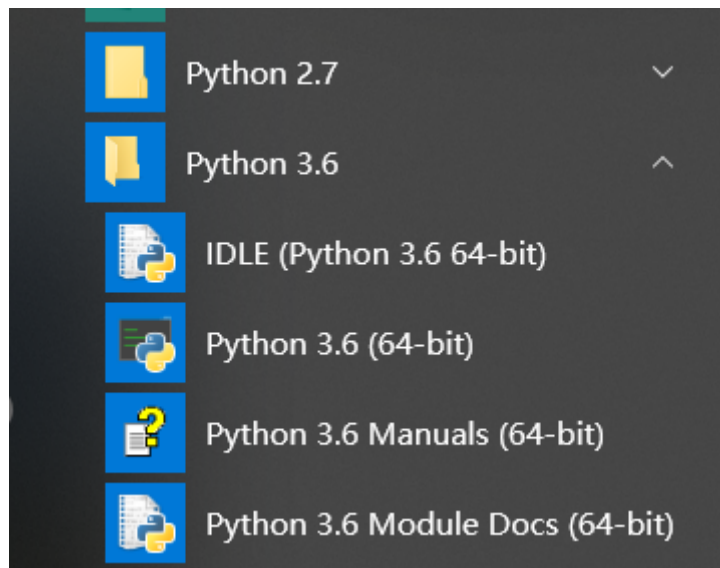 Python 2.7
Python 3.6
IDLE (Python 3.6 64-bit)
Python 3.6 (64-bit)
Python 3.6 Manuals (64-bit)
Python 3.6 Module Docs (64-bit)